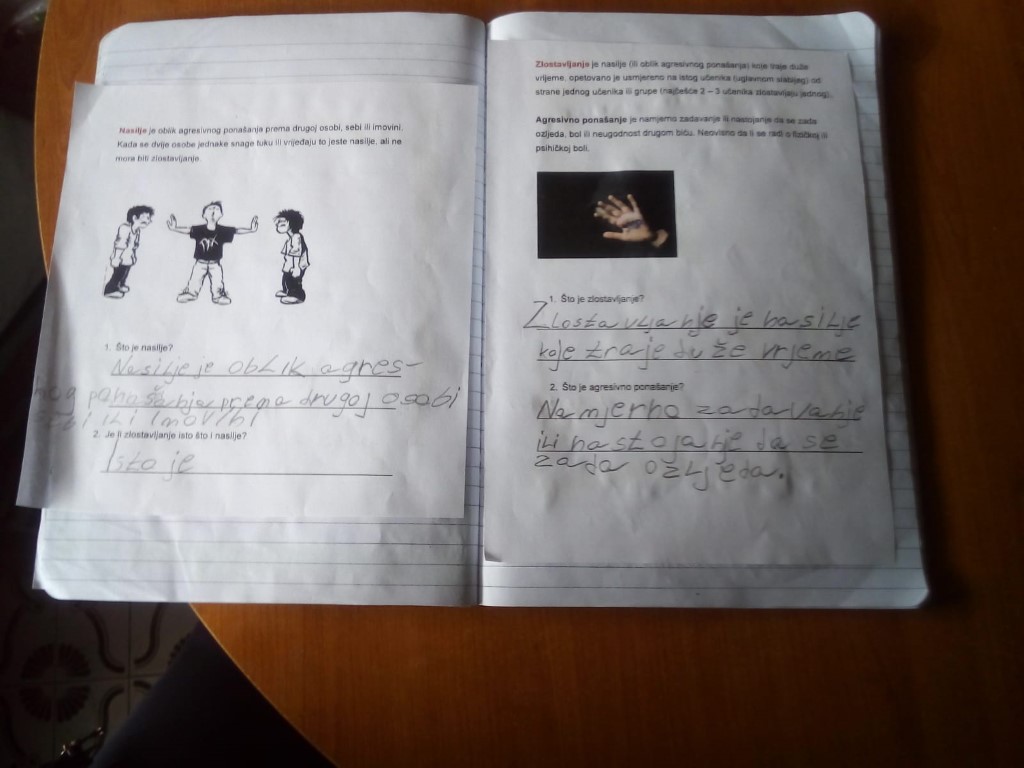 Nasilje je oblik agresivnog ponašanja prema drugoj osobi, sebi ili imovini.
Kada se dvije osobe jednake snage tuku ili vrijeđaju to jeste nasilje, ali ne
mora biti zlostavljanje.
1. Što je nasilje?
Nasilje je oblik agres-
nog ponašanja prema drugoj osobi
sebi ili imovini
2. Je li zlostavljanje isto što i nasilje?
Isto je
Zlostavljanje je nasilje (ili oblik agresivnog ponašanja) koje traje duže
vrijeme, opetovano je usmjereno na istog učenika (uglavnom slabijeg) od
strane jednog učenika ili grupe (najčešće 2 – 3 učenika zlostavljaju jednog).
Agresivno ponašanje je namjerno zadavanje ili nastojanje da se zada
ozljeda, bol ili neugodnost drugom biću. Neovisno da li se radi o fizičkoj ili
psihičkoj boli.
1. Što je zlostavljanje?
Zlostavljanje je nasilje
koje traje duže vrjeme
2. Što je agresivno ponašanje?
Namjerno zadavanje
ili nastojanje da se
zada ozljeda.